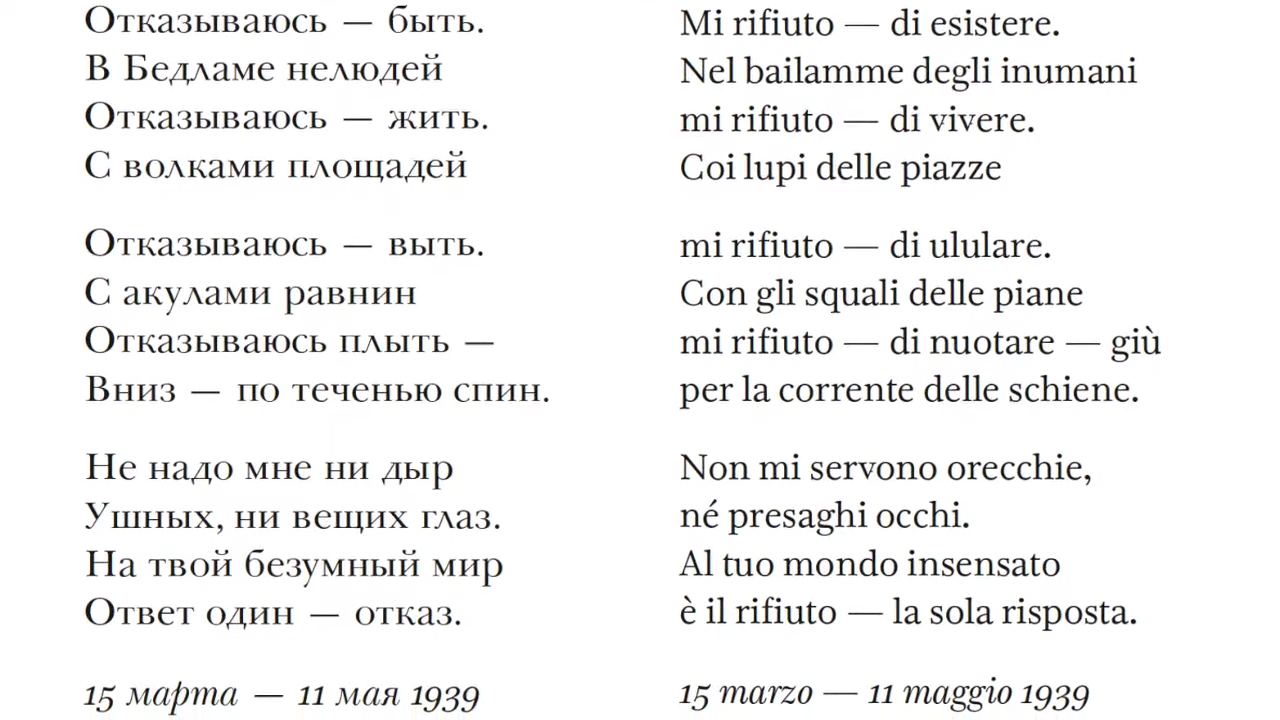 Отказываюсь — быть.
В Бедламе нелюдей
Отказываюсь — жить.
С волками площадей
Отказываюсь — выть.
С акулами равнин
Отказываюсь плыть —
Вниз — по теченью спин.
Не надо мне ни дыр
Ушных, ни вещих глаз.
На твой безумный мир
Ответ один — отказ.
15 марта — 11 мая 1939
Mi rifiuto — di esistere.
Nel bailamme degli inumani
mi rifiuto — di vivere.
Coi lupi delle piazze
mi rifiuto — di ululare.
Con gli squali delle piane
mi rifiuto — di nuotare — giù
per la corrente delle schiene.
Non mi servono orecchie,
né presaghi occhi.
Al tuo mondo insensato
è il rifiuto — la sola risposta.
15 marzo — 11 maggio 1939